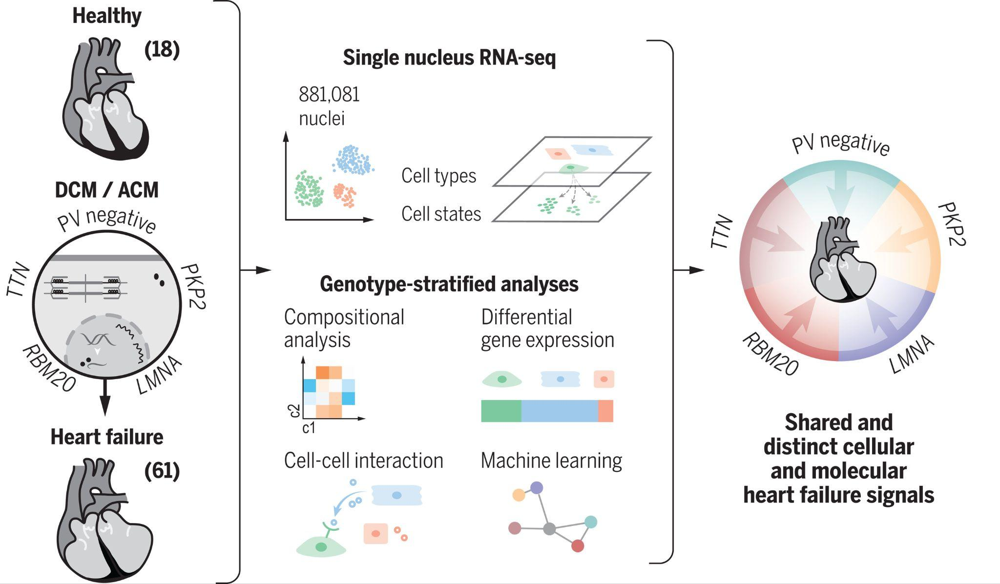 Healthy
(18)
DCM / ACM
PV negative
TTN
PKP2
RBM20
LMNA
Heart failure
(61)
Single nucleus RNA-seq
881,081
nuclei
Cell types
Cell states
Genotype-stratified analyses
Compositional
analysis
c2
c1
Differential
gene expression
Cell-cell interaction
Machine learning
PV negative
TTN
PKP2
RBM20
LMNA
Shared and
distinct cellular
and molecular
heart failure signals